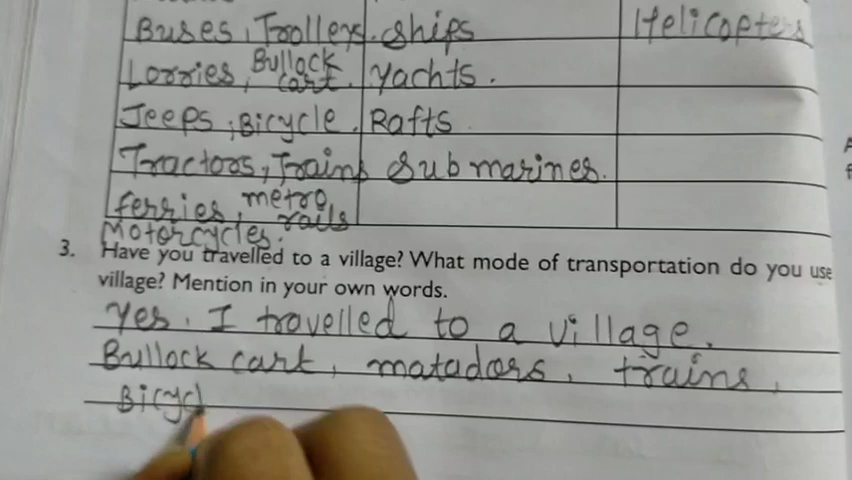 Buses, Trolleys. ships Helicopters
Lorries, Bullock cart. Yachts.
Jeeps, Bicycle, Rafts
Tractors, Trains Submarines.
ferries, metro rails
Motorcycles.
3. Have you travelled to a village? What mode of transportation do you use
village? Mention in your own words.
Yes. I travelled to a village.
Bullock cart, matadors, trains,
Bicycl